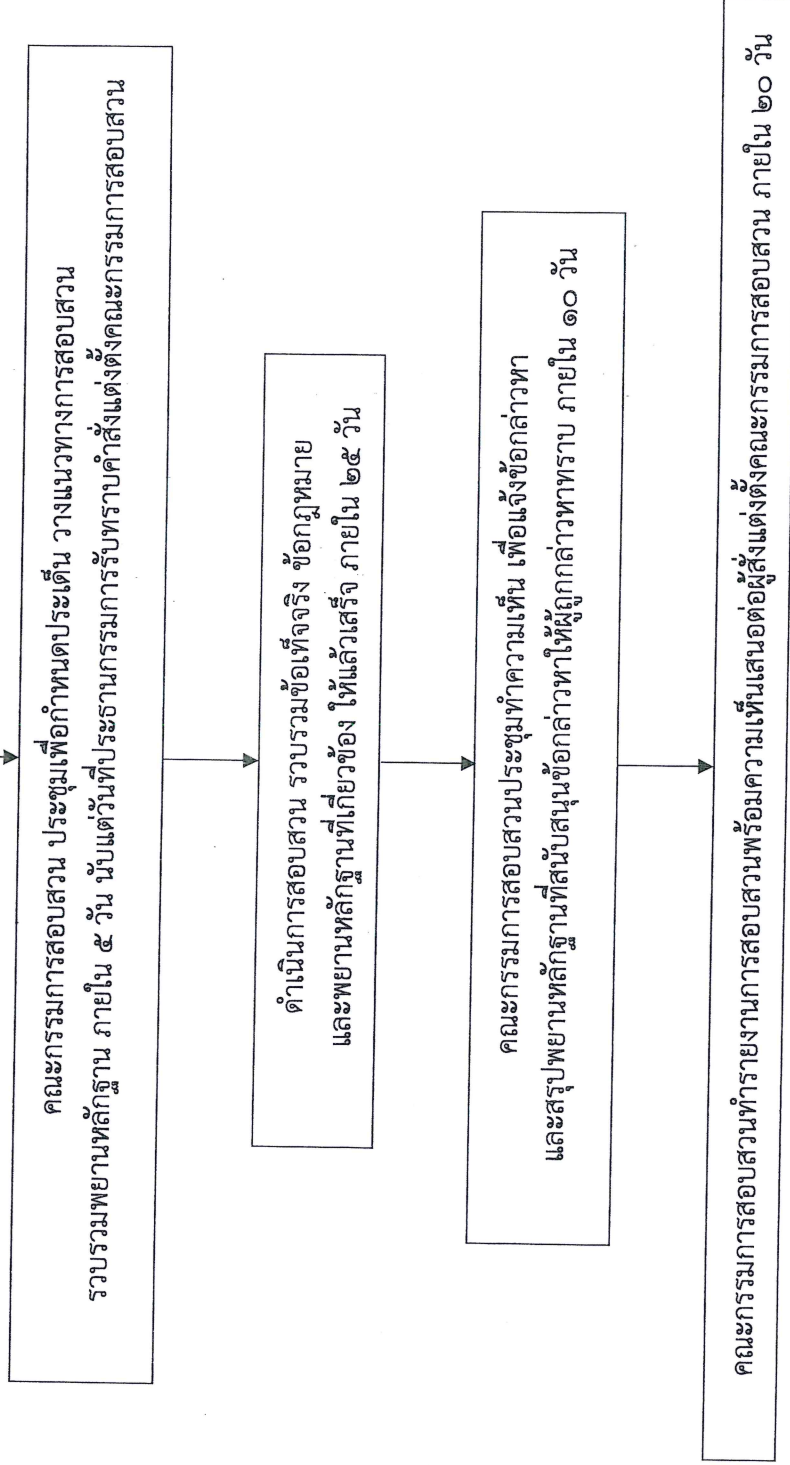 คณะกรรมการสอบสวน ประชุมเพื่อกำหนดประเด็น วางแนวทางการสอบสวน
รวบรวมพยานหลักฐาน ภายใน ๕ วัน นับแต่วันที่ประธานกรรมการรับทราบคำสั่งแต่งตั้งคณะกรรมการสอบสวน
ดำเนินการสอบสวน รวบรวมข้อเท็จจริง ข้อกฎหมาย
และพยานหลักฐานที่เกี่ยวข้อง ให้แล้วเสร็จ ภายใน ๒๕ วัน
คณะกรรมการสอบสวนประชุมทำความเห็น เพื่อแจ้งข้อกล่าวหา
และสรุปพยานหลักฐานที่สนับสนุนข้อกล่าวหาให้ผู้ถูกกล่าวหาทราบ ภายใน ๑๐ วัน
คณะกรรมการสอบสวนทำรายงานการสอบสวนพร้อมความเห็นเสนอต่อผู้สั่งแต่งตั้งคณะกรรมการสอบสวน ภายใน ๒๐ วัน